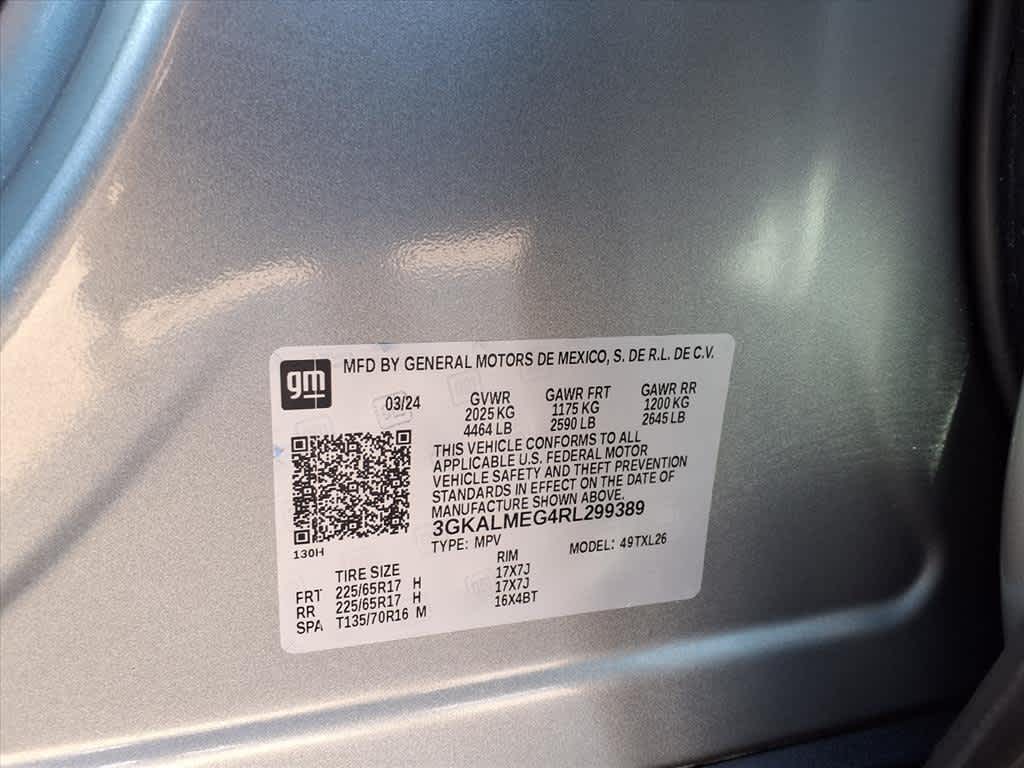 gm
MFD BY GENERAL MOTORS DE MEXICO, S. DE R.L. DE C.V.
03/24 GVWR GAWR FRT GAWR RR
2025 KG 1175 KG 1200 KG
4464 LB 2590 LB 2645 LB
THIS VEHICLE CONFORMS TO ALL
APPLICABLE U.S. FEDERAL MOTOR
VEHICLE SAFETY AND THEFT PREVENTION
STANDARDS IN EFFECT ON THE DATE OF
MANUFACTURE SHOWN ABOVE.
3GKALMEG4RL299389
130H
TYPE: MPV MODEL: 49TXL26
TIRE SIZE RIM
FRT 225/65R17 H 17X7J
RR 225/65R17 H 17X7J
SPA T135/70R16 M 16X4BT